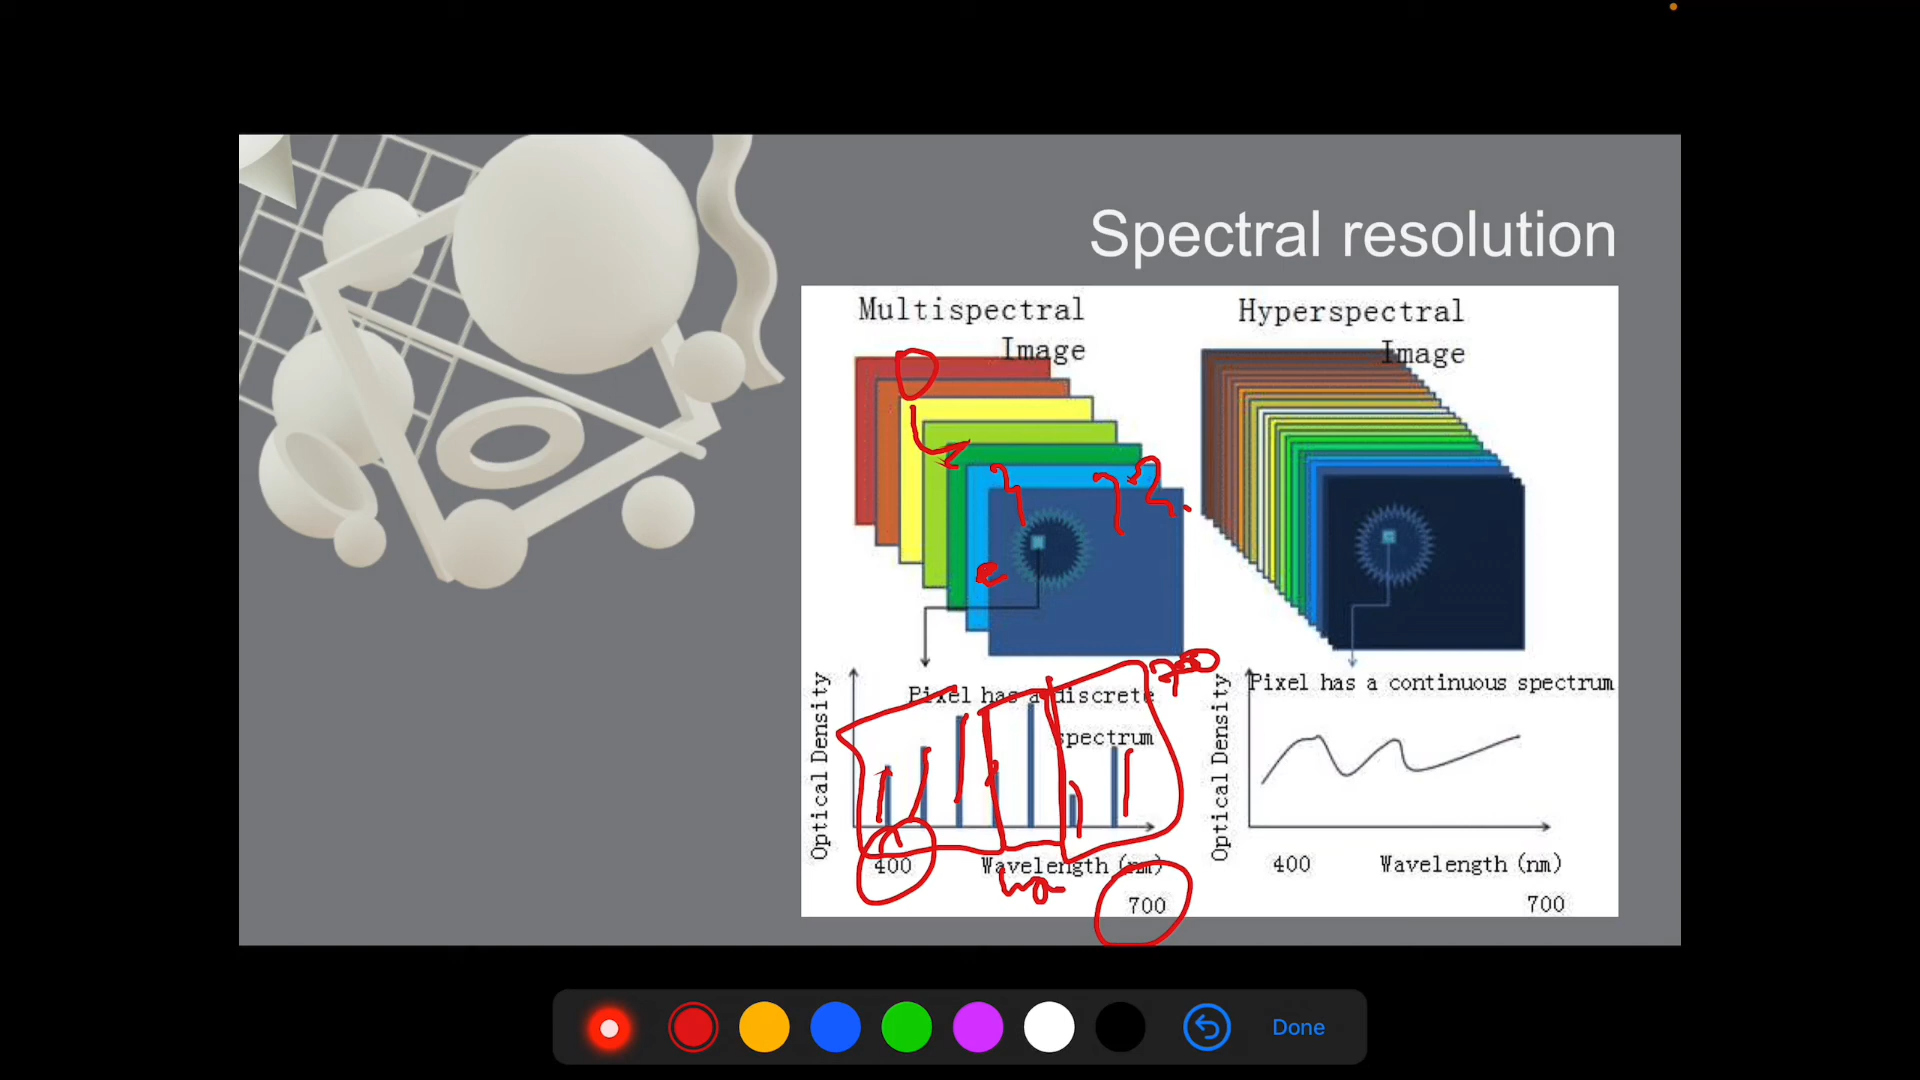 Spectral resolution
Multispectral
Image
Hyperspectral
Image
Pixel has a discrete
spectrum
Optical Density
400
Wavelength (nm)
700
Pixel has a continuous spectrum
Optical Density
400
Wavelength (nm)
700
Done